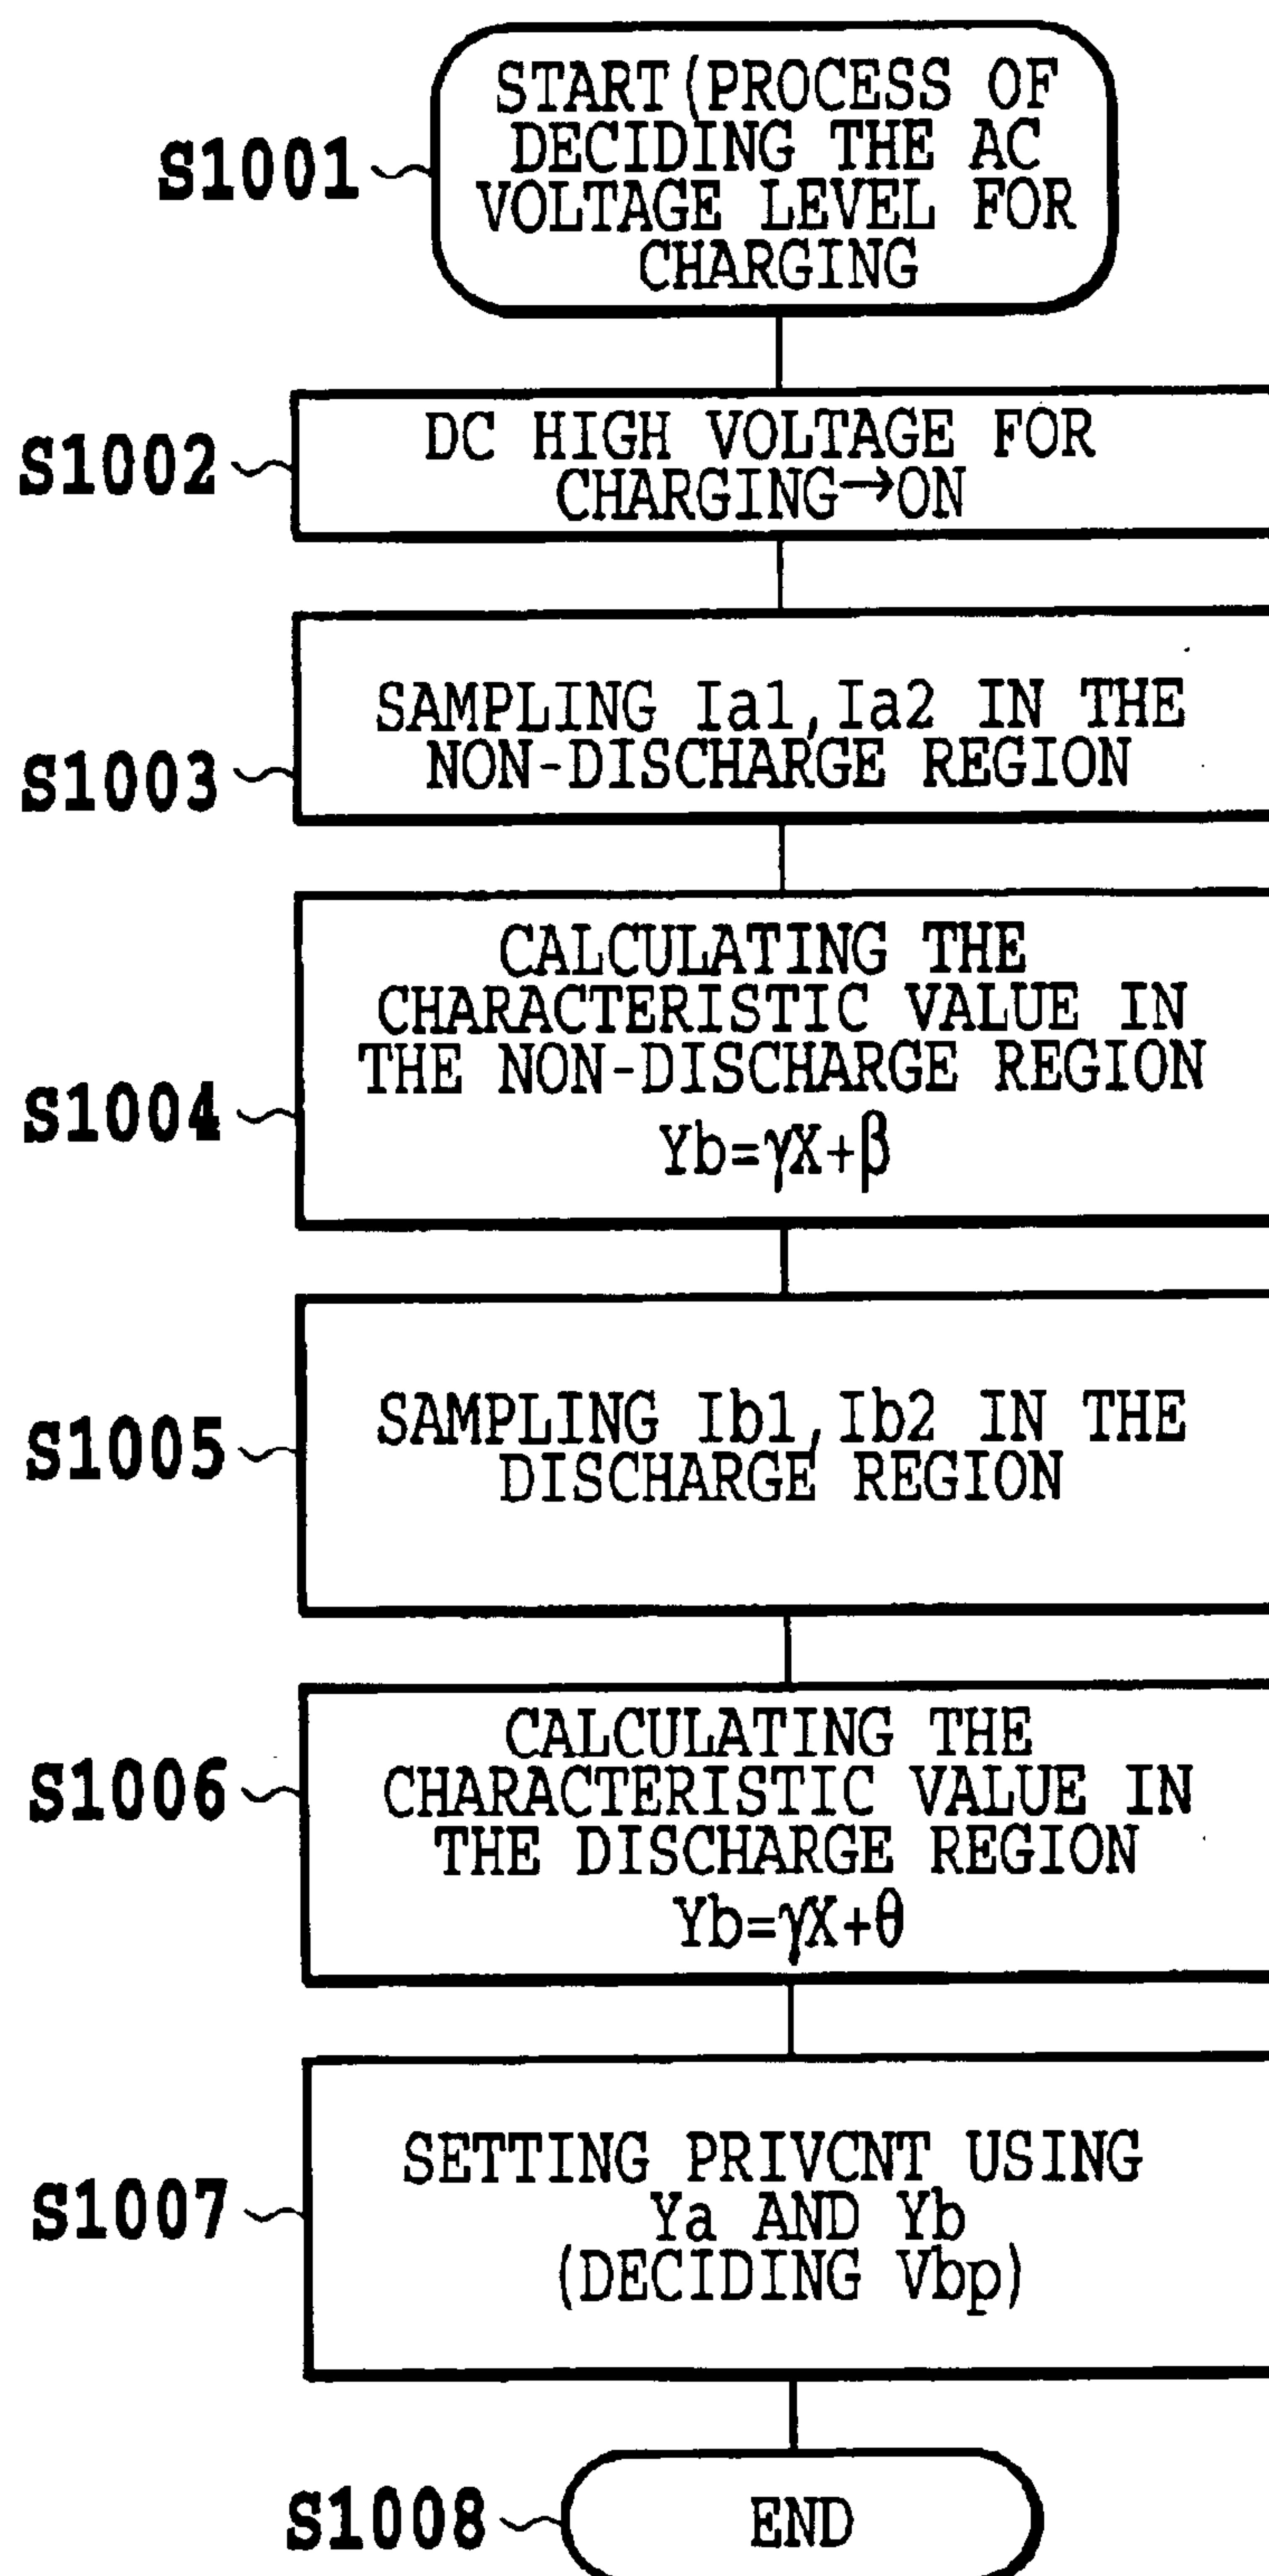 START(PROCESS OF
DECIDING THE AC
VOLTAGE LEVEL FOR
CHARGING
S1001
DC HIGH VOLTAGE FOR
CHARGING→ON
S1002
SAMPLING Ia1,Ia2 IN THE
NON-DISCHARGE REGION
S1003
CALCULATING THE
CHARACTERISTIC VALUE IN
THE NON-DISCHARGE REGION
Yb=γX+β
S1004
SAMPLING Ib1,Ib2 IN THE
DISCHARGE REGION
S1005
CALCULATING THE
CHARACTERISTIC VALUE IN
THE DISCHARGE REGION
Yb=γX+θ
S1006
SETTING PRIVCNT USING
Ya AND Yb
(DECIDING Vbp)
S1007
END
S1008